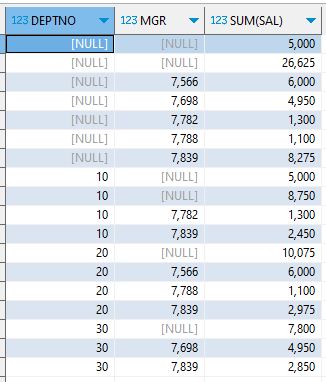 123 DEPTNO 123 MGR 123 SUM(SAL)
[NULL] [NULL] 5,000
[NULL] [NULL] 26,625
[NULL] 7,566 6,000
[NULL] 7,698 4,950
[NULL] 7,782 1,300
[NULL] 7,788 1,100
[NULL] 7,839 8,275
10 [NULL] 5,000
10 [NULL] 8,750
10 7,782 1,300
10 7,839 2,450
20 [NULL] 10,075
20 7,566 6,000
20 7,788 1,100
20 7,839 2,975
30 [NULL] 7,800
30 7,698 4,950
30 7,839 2,850